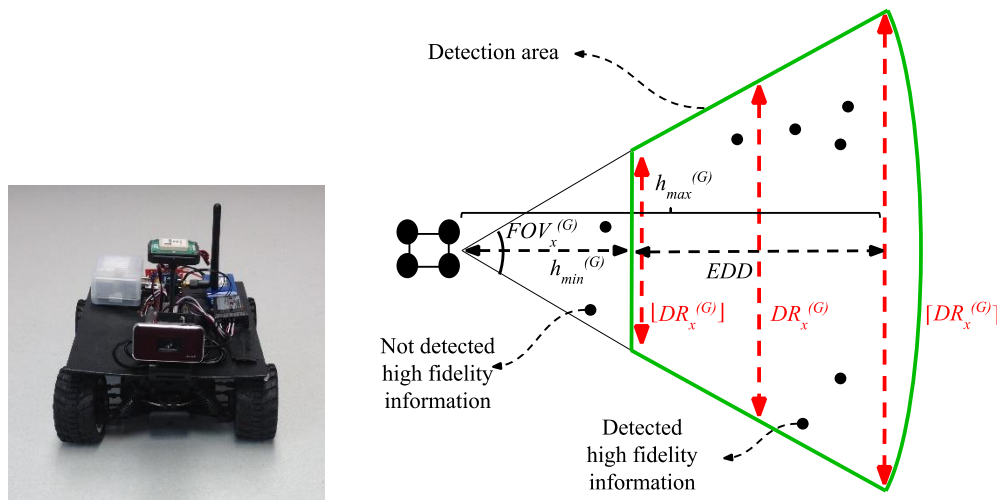 Detection area
h_max^(G)
FOV_x^(G)
h_min^(G)
EDD
⌊DR_x^(G)⌋
DR_x^(G)
⌈DR_x^(G)⌉
Not detected
high fidelity
information
Detected
high fidelity
information